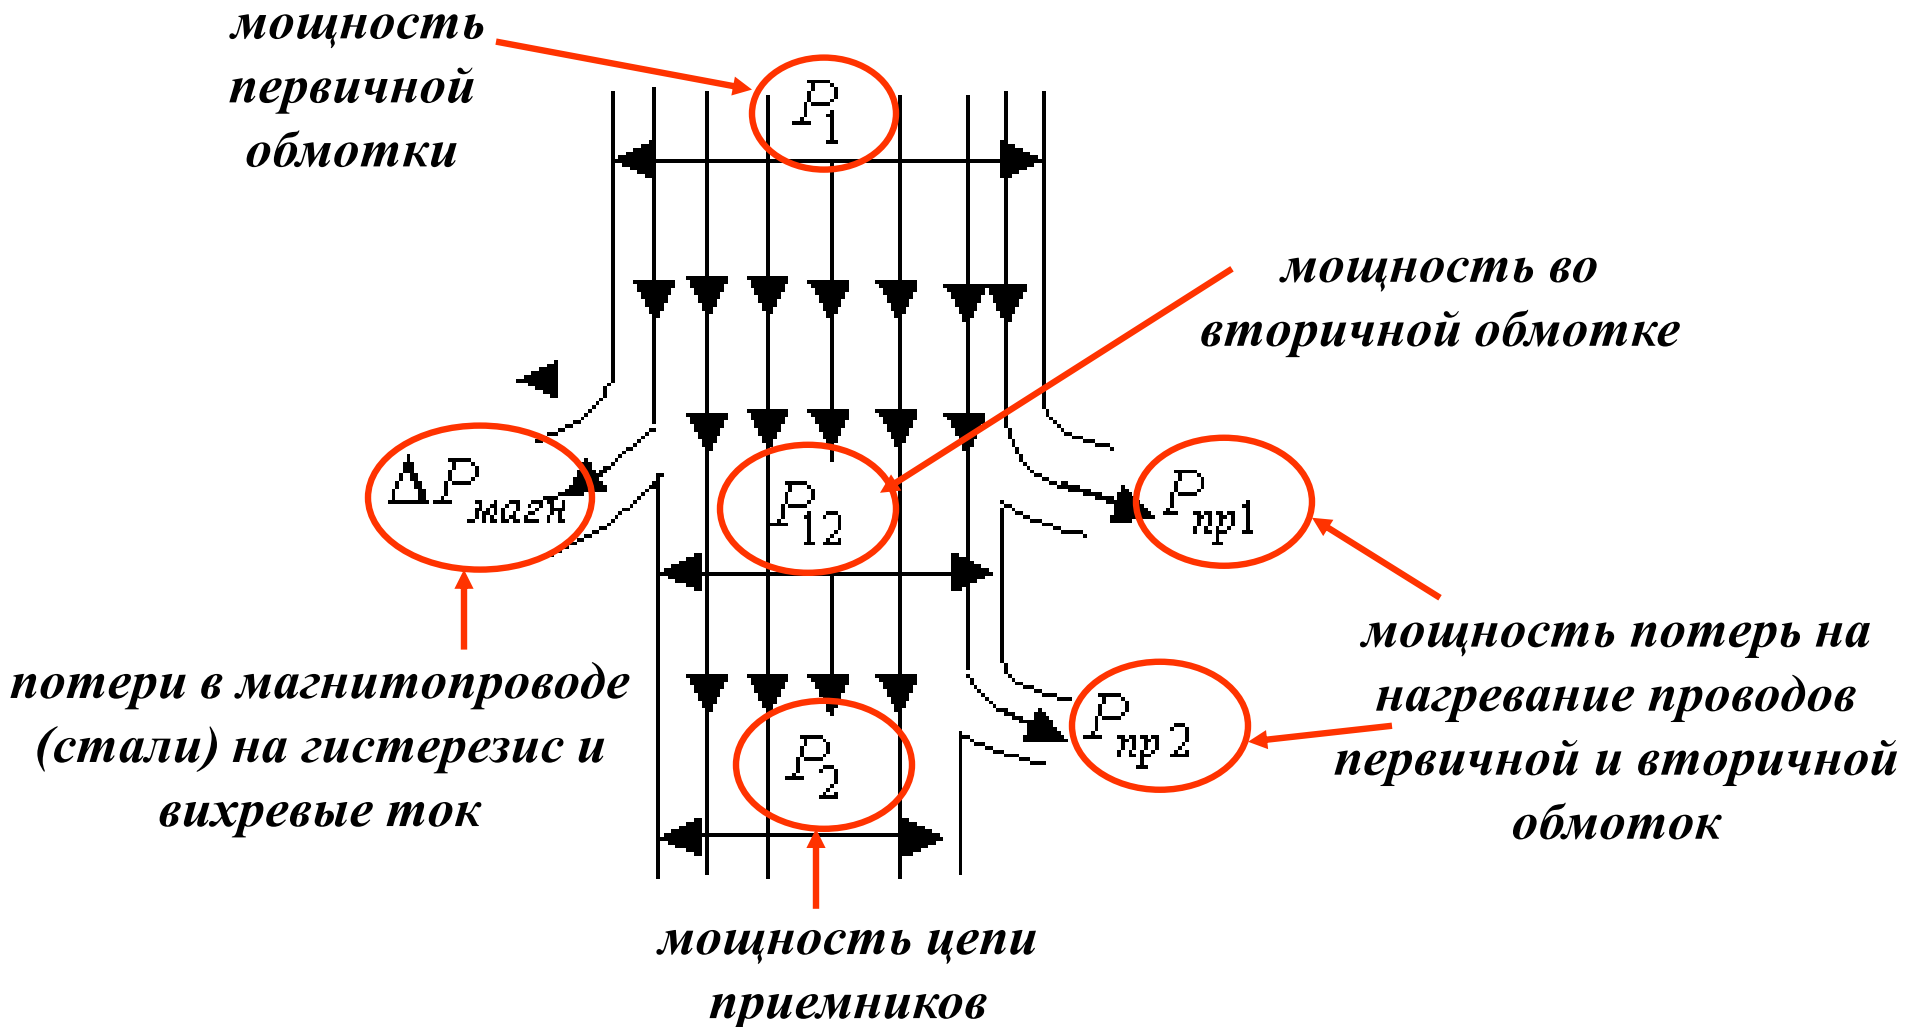 мощность
первичной
обмотки
P1
мощность во
вторичной обмотке
ΔPмагн
P12
Pпр1
потери в магнитопроводе
(стали) на гистерезис и
вихревые ток
мощность потерь на
нагревание проводов
первичной и вторичной
обмоток
P2
Pпр2
мощность цепи
приемников